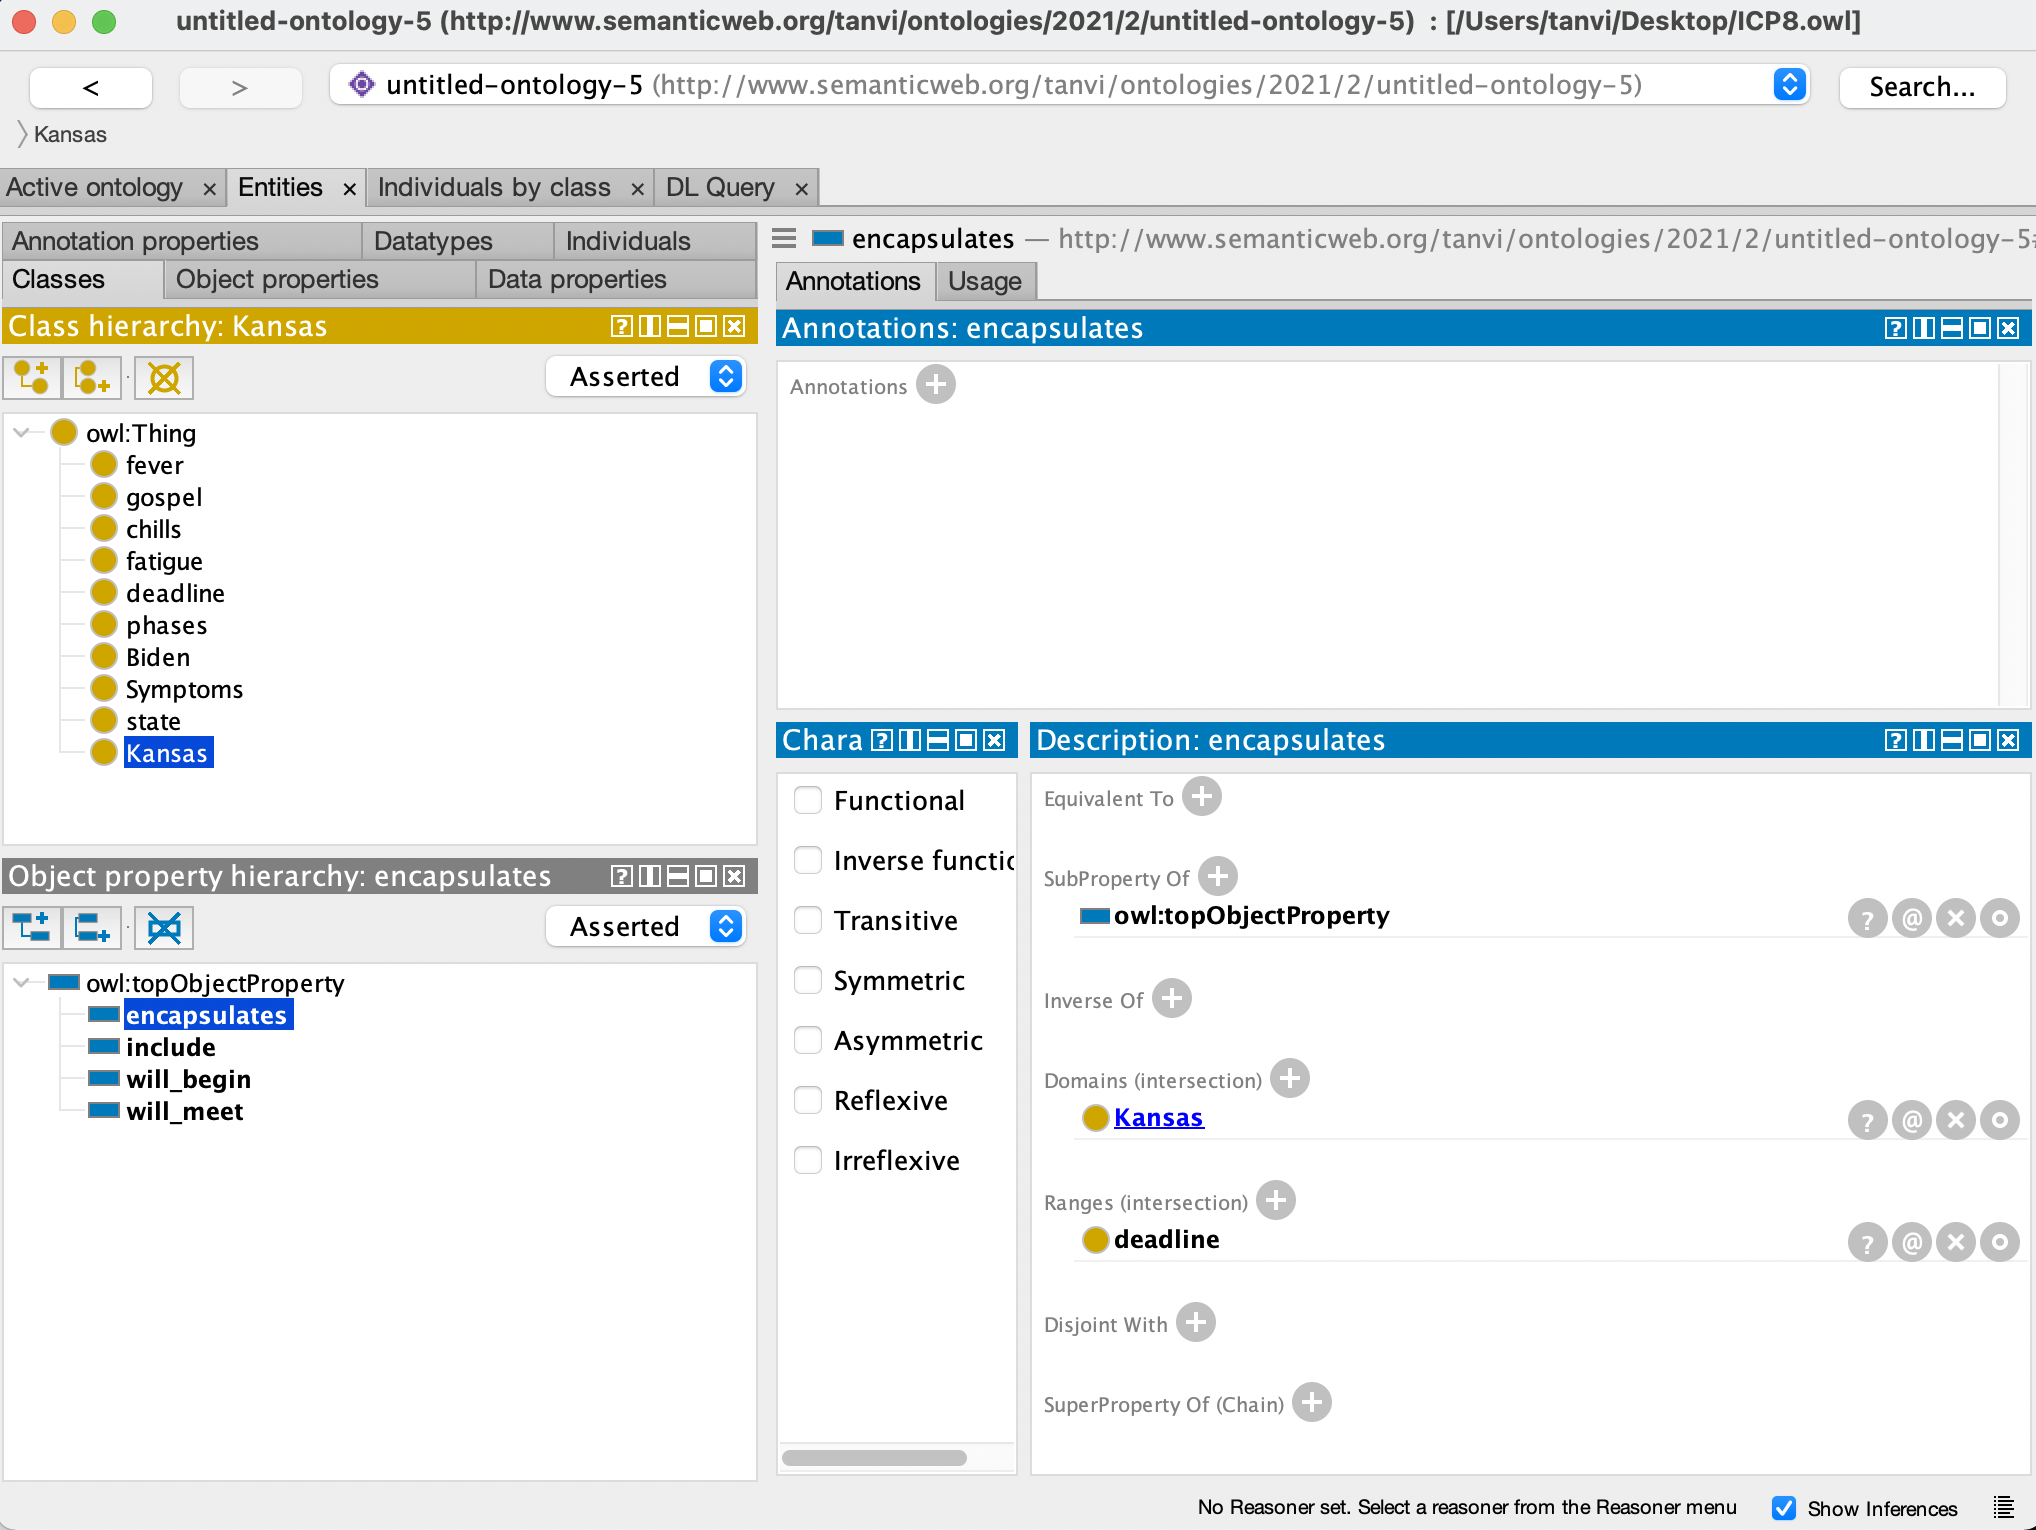 untitled-ontology-5 (http://www.semanticweb.org/tanvi/ontologies/2021/2/untitled-ontology-5) : [/Users/tanvi/Desktop/ICP8.owl]
< > untitled-ontology-5 (http://www.semanticweb.org/tanvi/ontologies/2021/2/untitled-ontology-5) Search...
Kansas
Active ontology × Entities × Individuals by class × DL Query ×
Annotation properties Datatypes Individuals
Classes Object properties Data properties
Class hierarchy: Kansas
Asserted
owl:Thing
fever
gospel
chills
fatigue
deadline
phases
Biden
Symptoms
state
Kansas
Object property hierarchy: encapsulates
Asserted
owl:topObjectProperty
encapsulates
include
will_begin
will_meet
encapsulates — http://www.semanticweb.org/tanvi/ontologies/2021/2/untitled-ontology-5
Annotations Usage
Annotations: encapsulates
Annotations
Chara
Functional
Inverse functio
Transitive
Symmetric
Asymmetric
Reflexive
Irreflexive
Description: encapsulates
Equivalent To
SubProperty Of
owl:topObjectProperty
Inverse Of
Domains (intersection)
Kansas
Ranges (intersection)
deadline
Disjoint With
SuperProperty Of (Chain)
No Reasoner set. Select a reasoner from the Reasoner menu Show Inferences